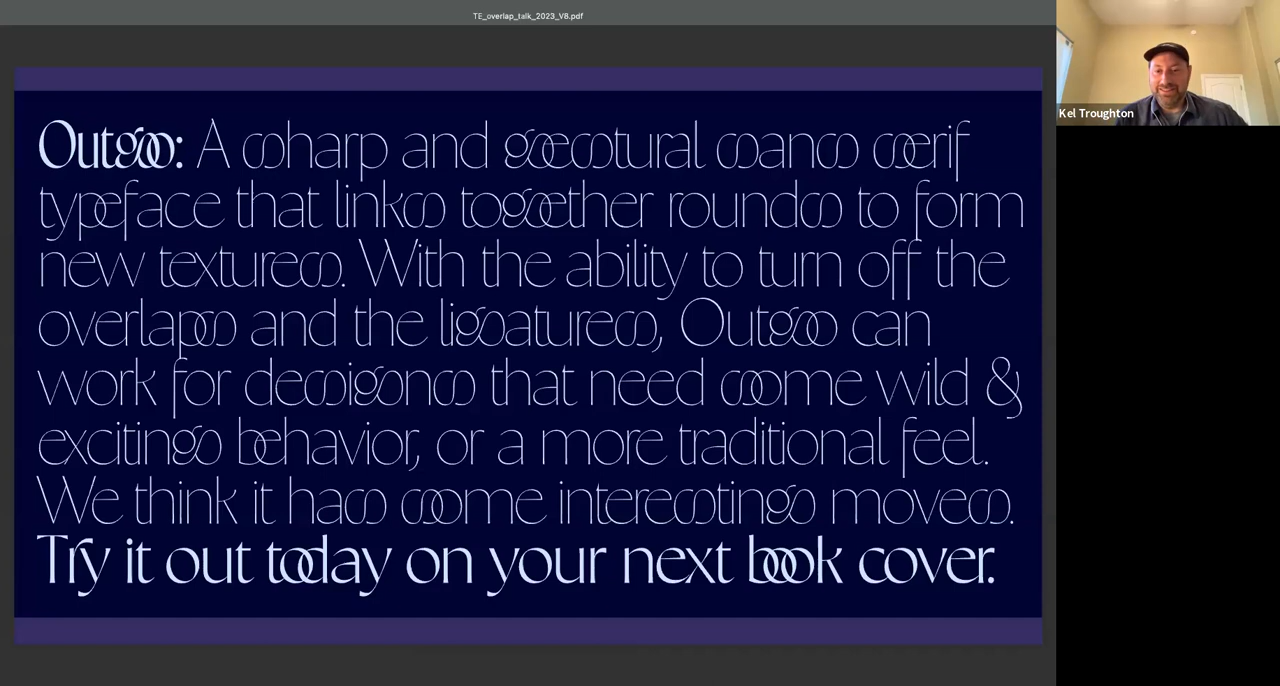 TE_overlap_talk_2023_V8.pdf
Outgo: A sharp and gestural sans serif
typeface that links together rounds to form
new textures. With the ability to turn off the
overlaps and the ligatures, Outgo can
work for designs that need some wild &
exciting behavior, or a more traditional feel.
We think it has some interesting moves.
Try it out today on your next book cover.
Kel Troughton